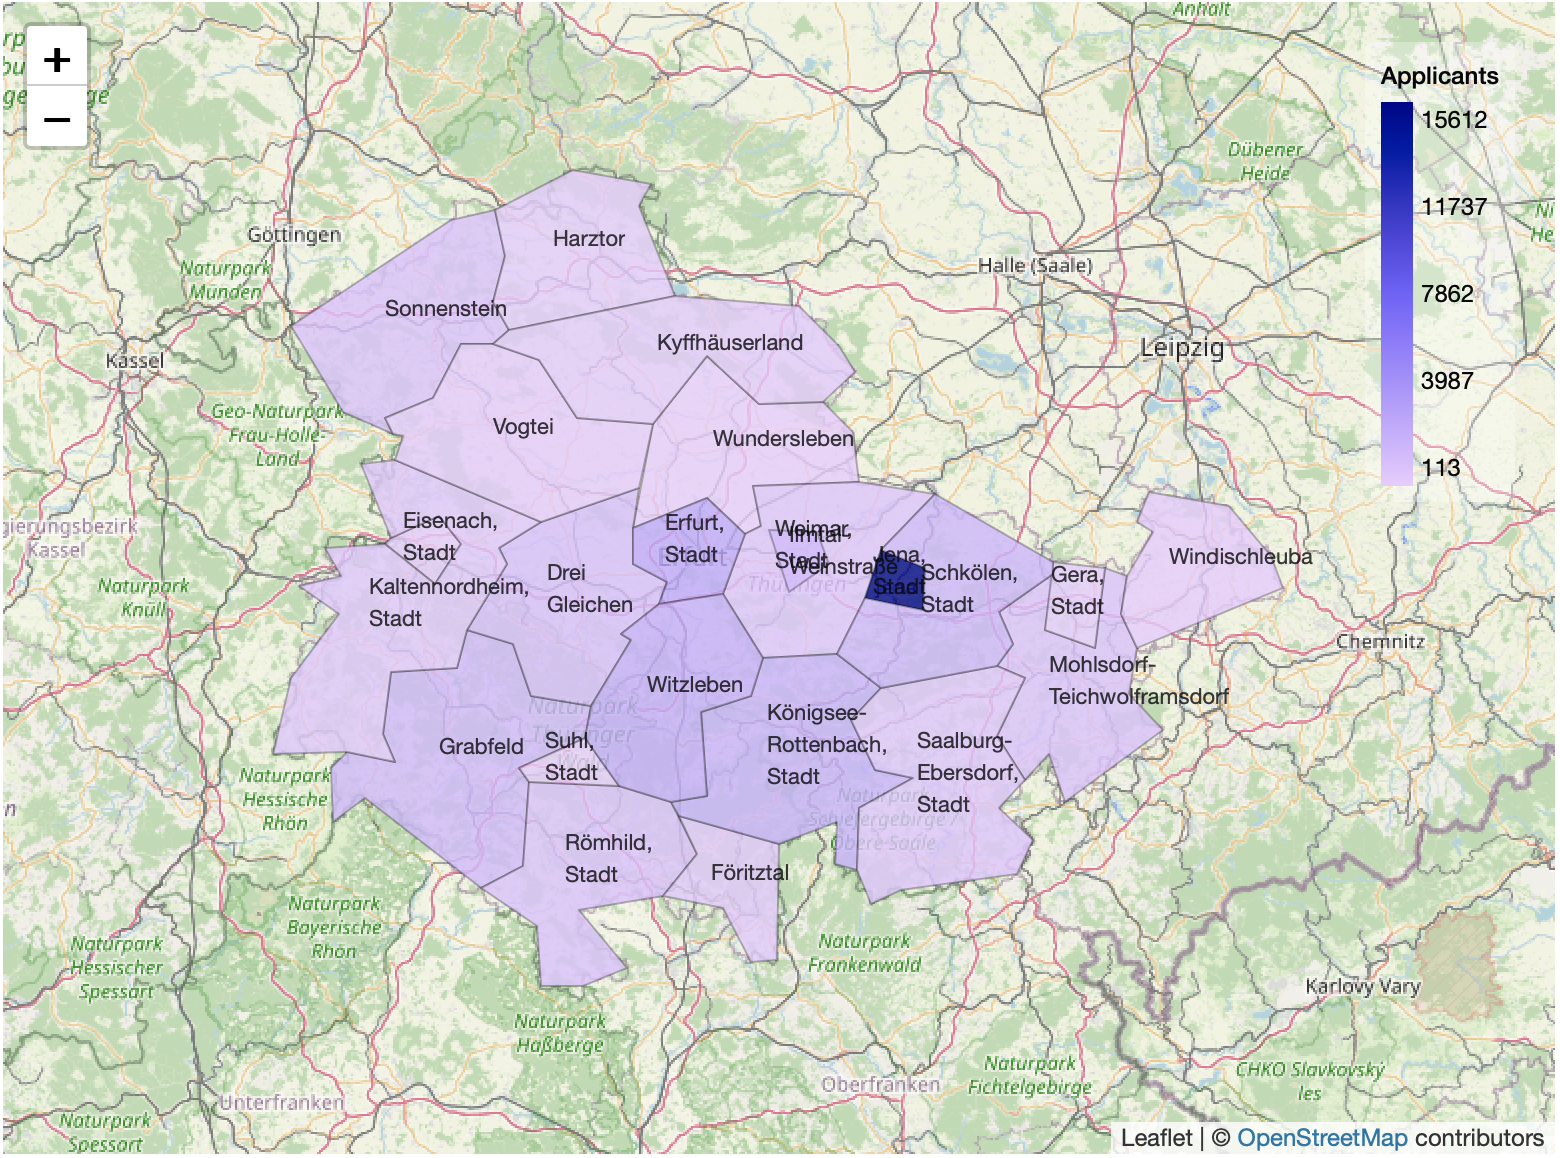 +
−
Anhalt
Applicants
15612
11737
7862
3987
113
Dübener
Heide
Göttingen
Harztor
Halle (Saale)
Naturpark
Münden
Sonnenstein
Kyffhäuserland
Leipzig
Kassel
Geo-Naturpark
Frau-Holle-
Land
Vogtei
Wundersleben
Eisenach,
Stadt
Erfurt,
Stadt
Erfurt
Weimar,
Stadt
Ilmtal-
Weinstraße
Thüringen
Jena,
Stadt
Schkölen,
Stadt
Gera,
Stadt
Windischleuba
gierungsbezirk
Kassel
Naturpark
Knüll
Kaltennordheim,
Stadt
Drei
Gleichen
Chemnitz
Mohlsdorf-
Teichwolframsdorf
Witzleben
Naturpark
Thüringer
Königsee-
Rottenbach,
Stadt
Grabfeld
Suhl,
Stadt
Saalburg-
Ebersdorf,
Stadt
Naturpark
Schiefergebirge /
Obere Saale
Naturpark
Hessische
Rhön
Römhild,
Stadt
Föritztal
Naturpark
Bayerische
Rhön
Naturpark
Hessischer
Spessart
Naturpark
Frankenwald
Karlovy Vary
Naturpark
Haßberge
Naturpark
Fichtelgebirge
CHKO Slavkovský
les
Oberfranken
Unterfranken
Naturpark
Spessart
Leaflet | © OpenStreetMap contributors